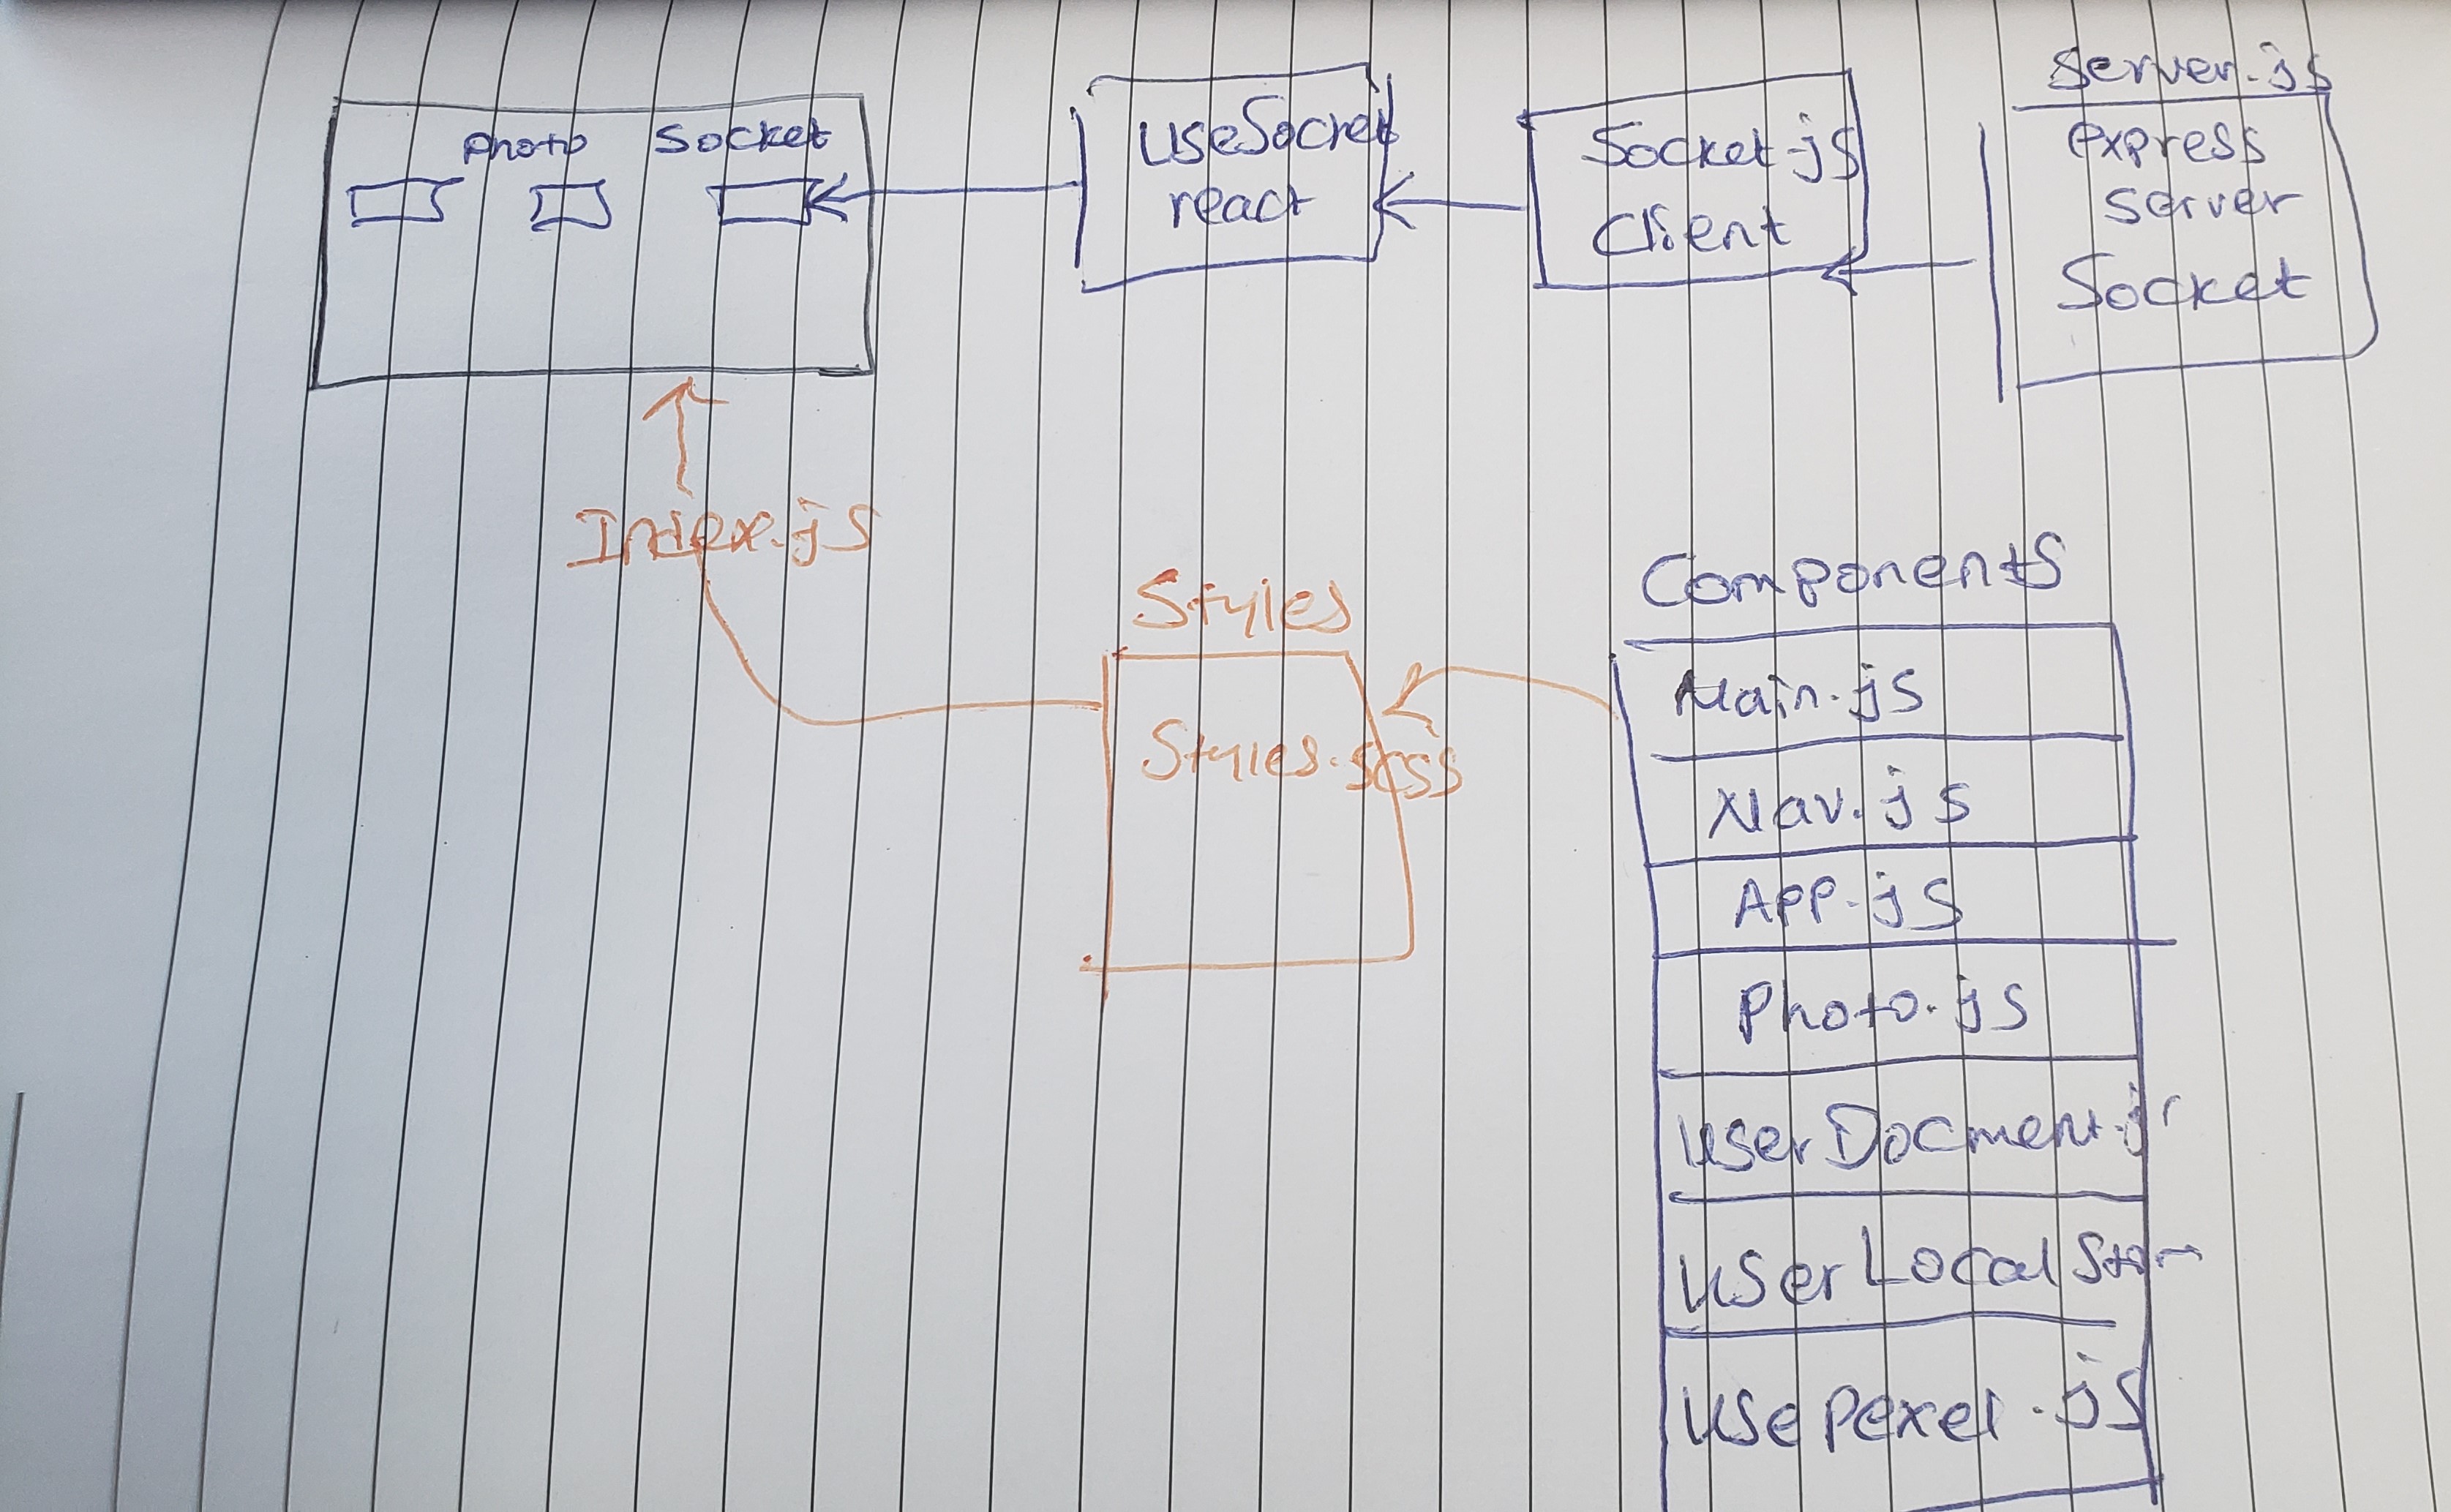 Photo Socket
useSocket
react
Socket.js
Client
Server.js
express
server
Socket
Index.js
Styles
Styles.scss
Components
Main.js
Nav.js
App.js
Photo.js
userDocment.js
userLocal
usePexel.js